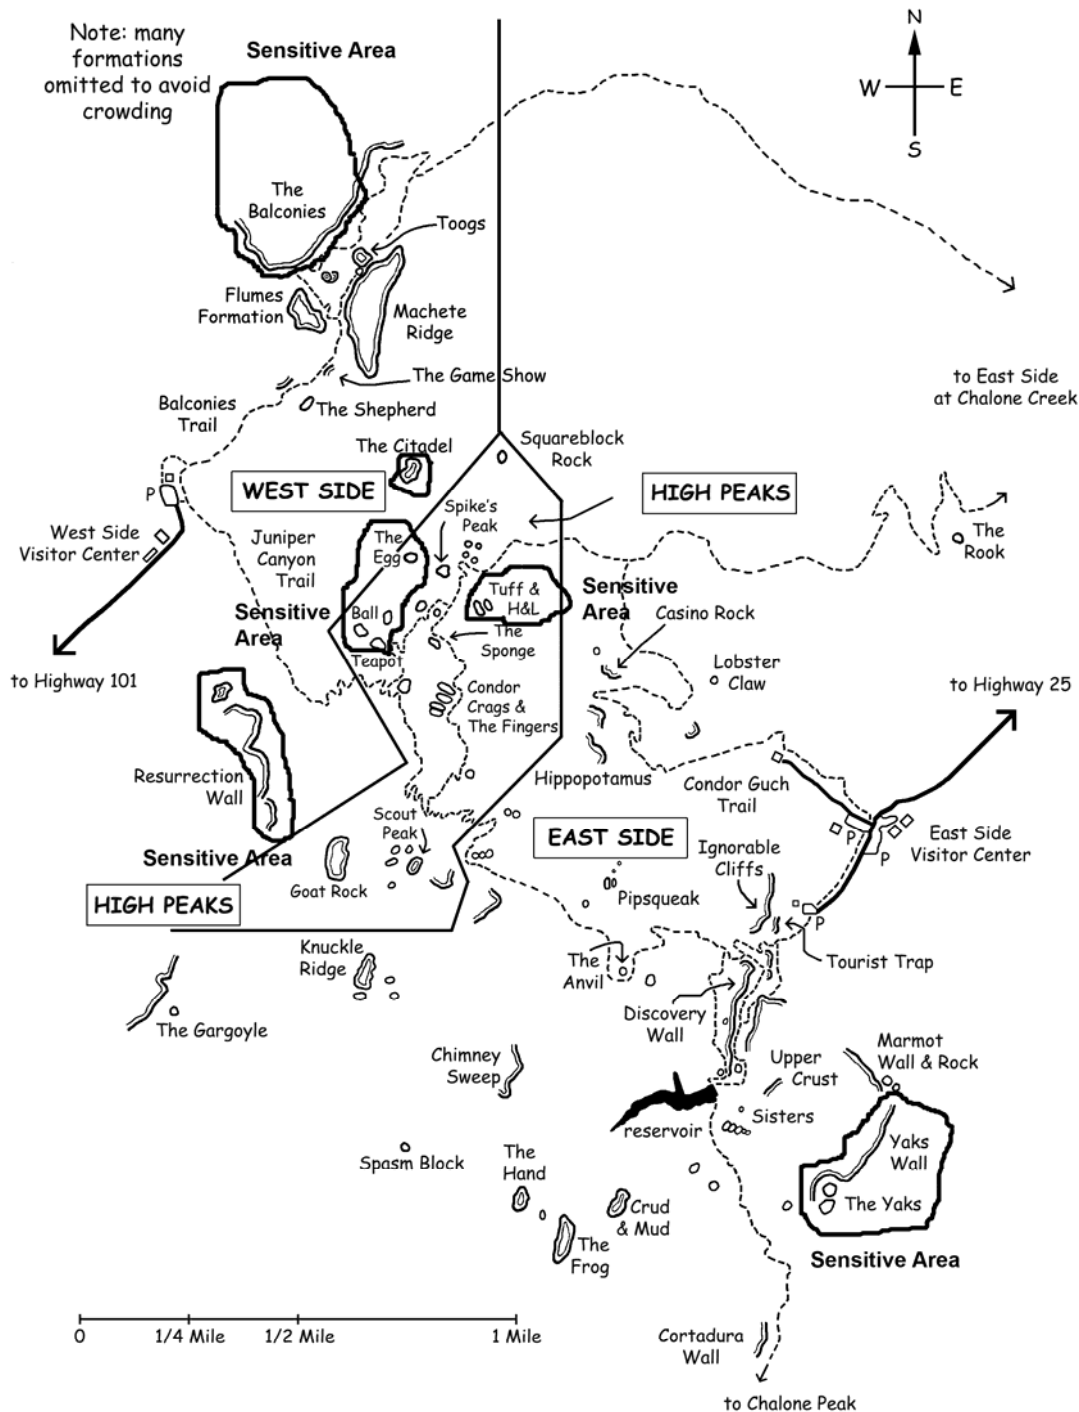 Note: many
formations
omitted to avoid
crowding
Sensitive Area
N
W E
S
The
Balconies
Toogs
Flumes
Formation
Machete
Ridge
The Game Show
to East Side
at Chalone Creek
Balconies
Trail
The Shepherd
The Citadel
Squareblock
Rock
WEST SIDE
HIGH PEAKS
P
Spike's
Peak
West Side
Visitor Center
Juniper
Canyon
Trail
The
Egg
The
Rook
Tuff &
H&L
Sensitive
Area
Sensitive
Area
Ball
Casino Rock
The
Sponge
Teapot
Lobster
Claw
to Highway 101
to Highway 25
Condor
Crags &
The Fingers
Resurrection
Wall
Hippopotamus
Condor Guch
Trail
Scout
Peak
EAST SIDE
P
P
East Side
Visitor Center
Ignorable
Cliffs
Sensitive Area
Goat Rock
Pipsqueak
HIGH PEAKS
P
Knuckle
Ridge
The
Anvil
Tourist Trap
Discovery
Wall
The Gargoyle
Chimney
Sweep
Upper
Crust
Marmot
Wall & Rock
reservoir
Sisters
Yaks
Wall
Spasm Block
The
Hand
The Yaks
Crud
& Mud
The
Frog
Sensitive Area
0 1/4 Mile 1/2 Mile 1 Mile
Cortadura
Wall
to Chalone Peak